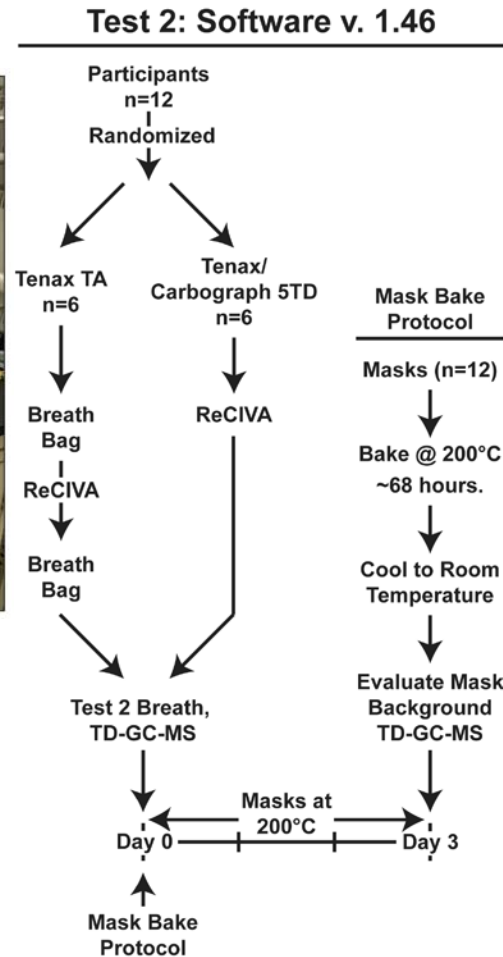 Test 2: Software v. 1.46
Participants
n=12
Randomized
Tenax TA
n=6
Tenax/
Carbograph 5TD
n=6
Breath
Bag
ReCIVA
Breath
Bag
ReCIVA
Test 2 Breath,
TD-GC-MS
Mask Bake
Protocol
Masks (n=12)
Bake @ 200°C
~68 hours.
Cool to Room
Temperature
Evaluate Mask
Background
TD-GC-MS
Masks at
200°C
Day 0
Day 3
Mask Bake
Protocol